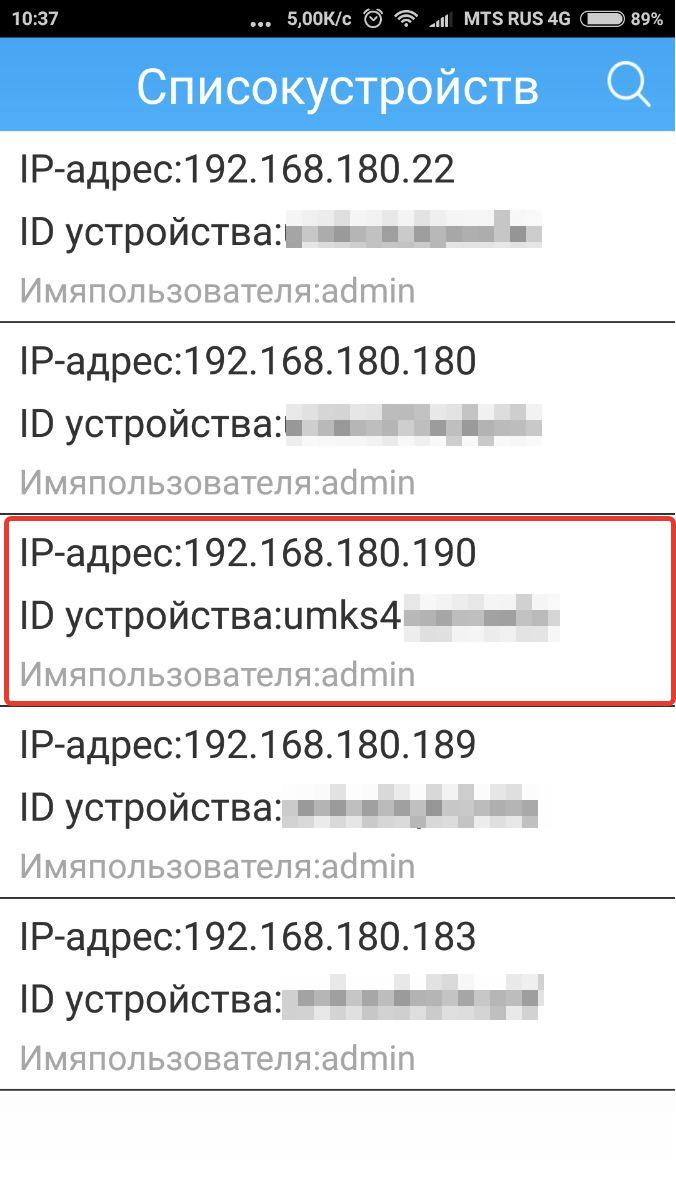 10:37 ... 5,00К/с MTS RUS 4G 89%
Списокустройств
IP-адрес:192.168.180.22
ID устройства:
Имяпользователя:admin
IP-адрес:192.168.180.180
ID устройства:
Имяпользователя:admin
IP-адрес:192.168.180.190
ID устройства:umks4
Имяпользователя:admin
IP-адрес:192.168.180.189
ID устройства:
Имяпользователя:admin
IP-адрес:192.168.180.183
ID устройства:
Имяпользователя:admin